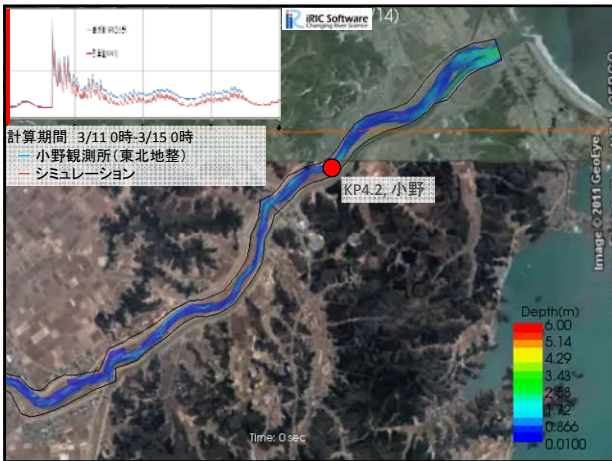 iRIC Software
Changing River Science
/14)
計算期間 3/11 0時-3/15 0時
小野観測所(東北地整)
シミュレーション
KP4.2, 小野
Image © 2011 GeoEye
Depth(m)
6.00
5.14
4.29
3.43
2.58
1.72
0.866
0.0100
Time: 0 sec